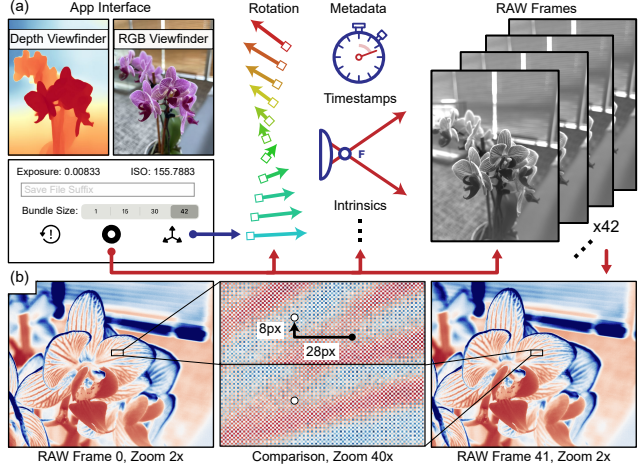 (a)
App Interface
Rotation
Metadata
RAW Frames
Depth Viewfinder
RGB Viewfinder
Timestamps
F
Exposure: 0.00833
ISO: 155.7883
Save File Suffix
Bundle Size:
1
16
30
42
!
Intrinsics
x42
(b)
8px
28px
RAW Frame 0, Zoom 2x
Comparison, Zoom 40x
RAW Frame 41, Zoom 2x